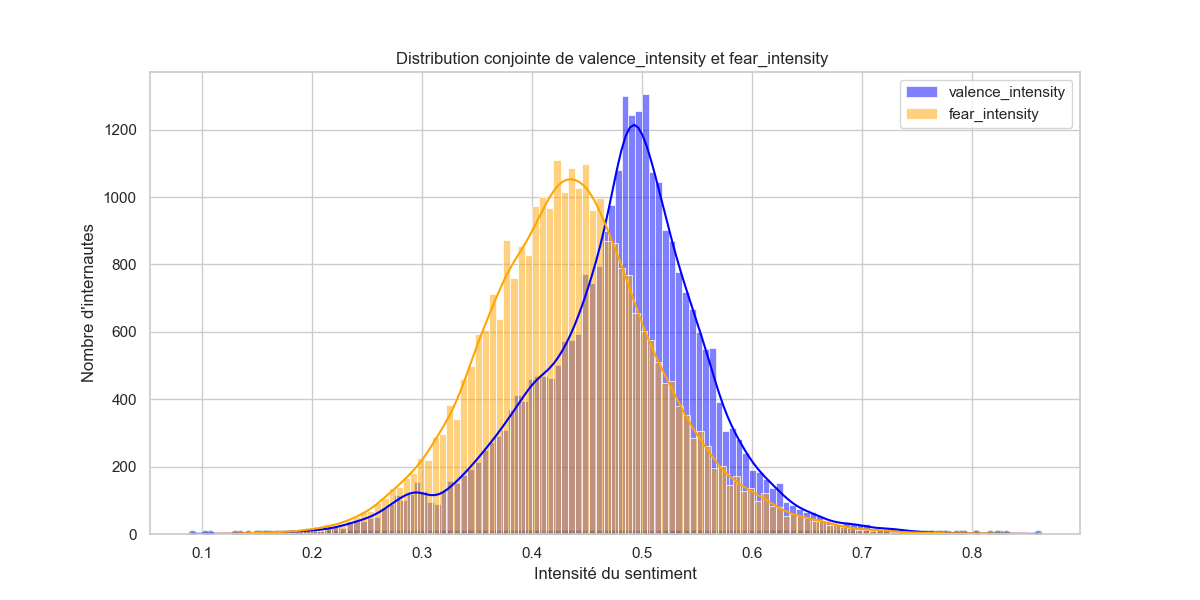 Distribution conjointe de valence_intensity et fear_intensity
valence_intensity
fear_intensity
Nombre d'internautes
1200
1000
800
600
400
200
0
0.1 0.2 0.3 0.4 0.5 0.6 0.7 0.8
Intensité du sentiment